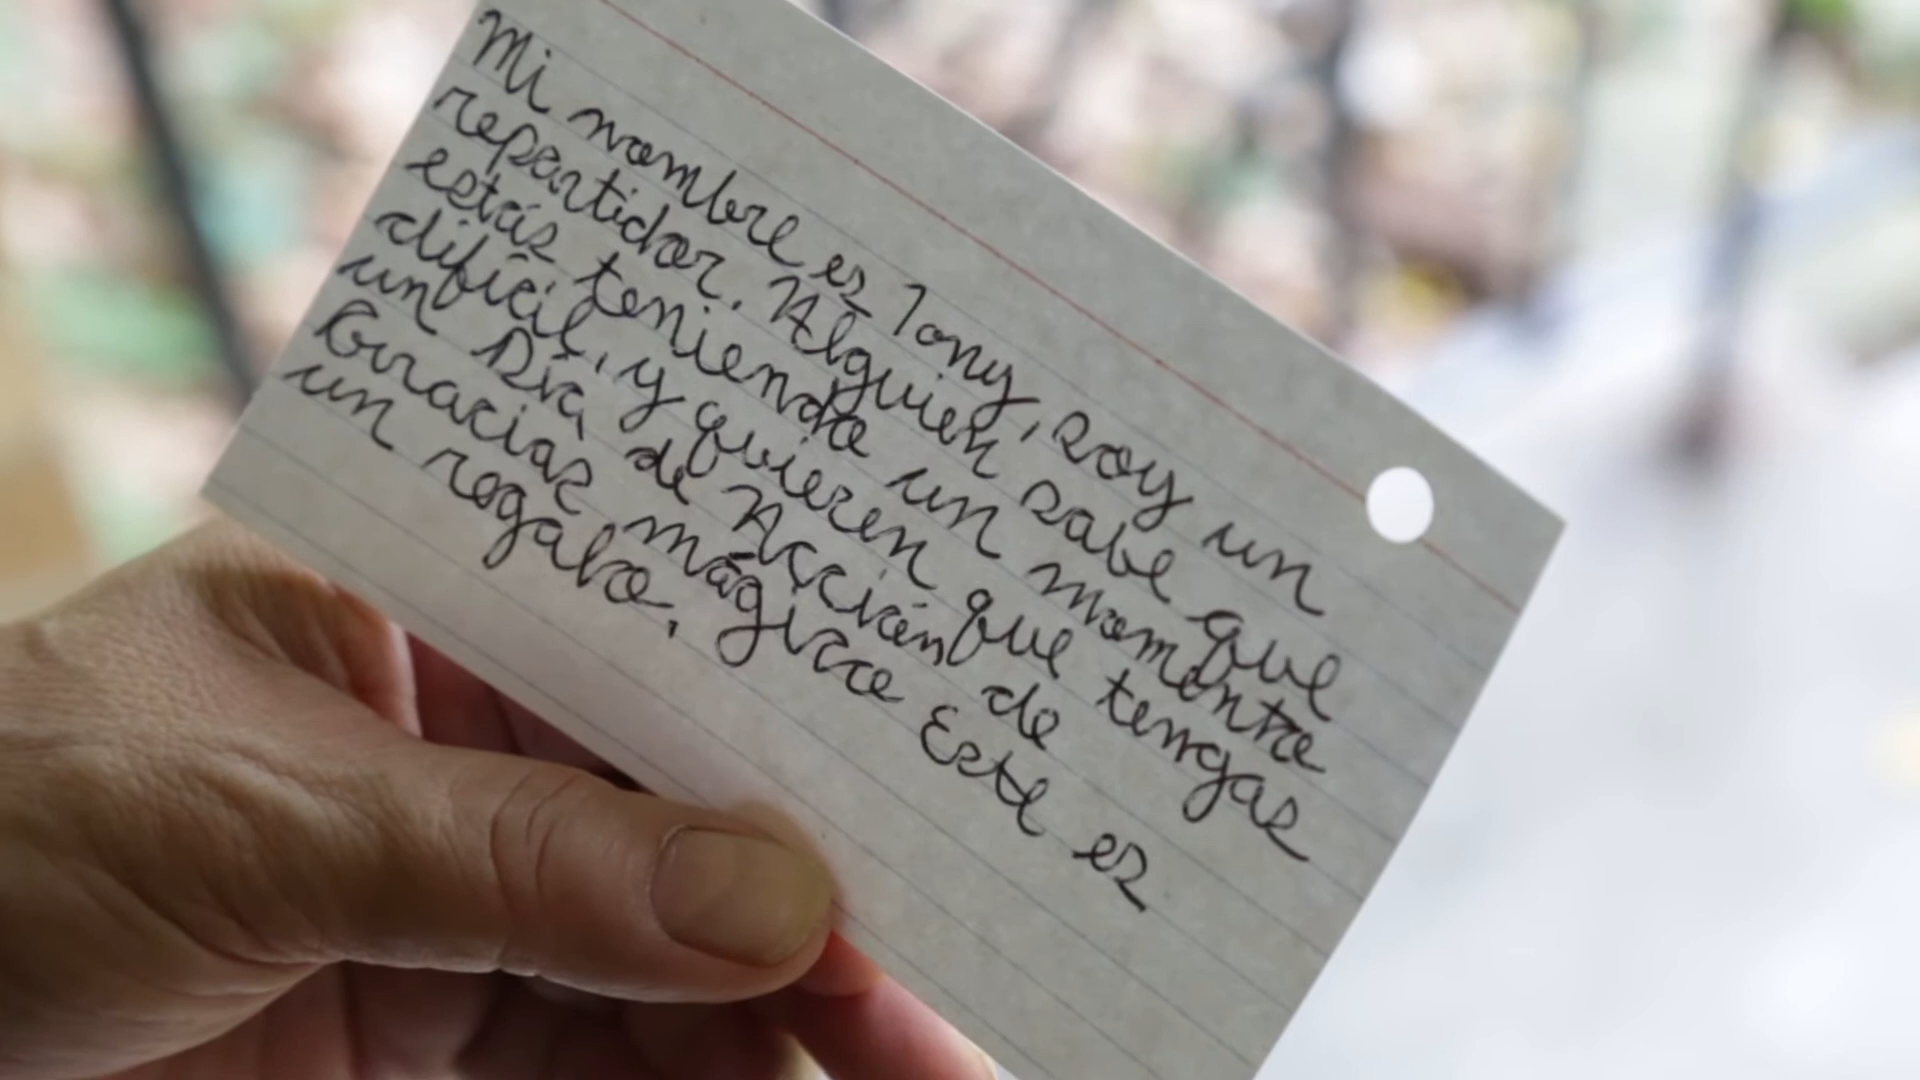 Mi nombre es Tony, soy un
repartidor. Alguien sabe que
estás teniendo un momento
difícil, y quieren que tengas
un Día de Acción de
Gracias mágico Este es
un regalo,